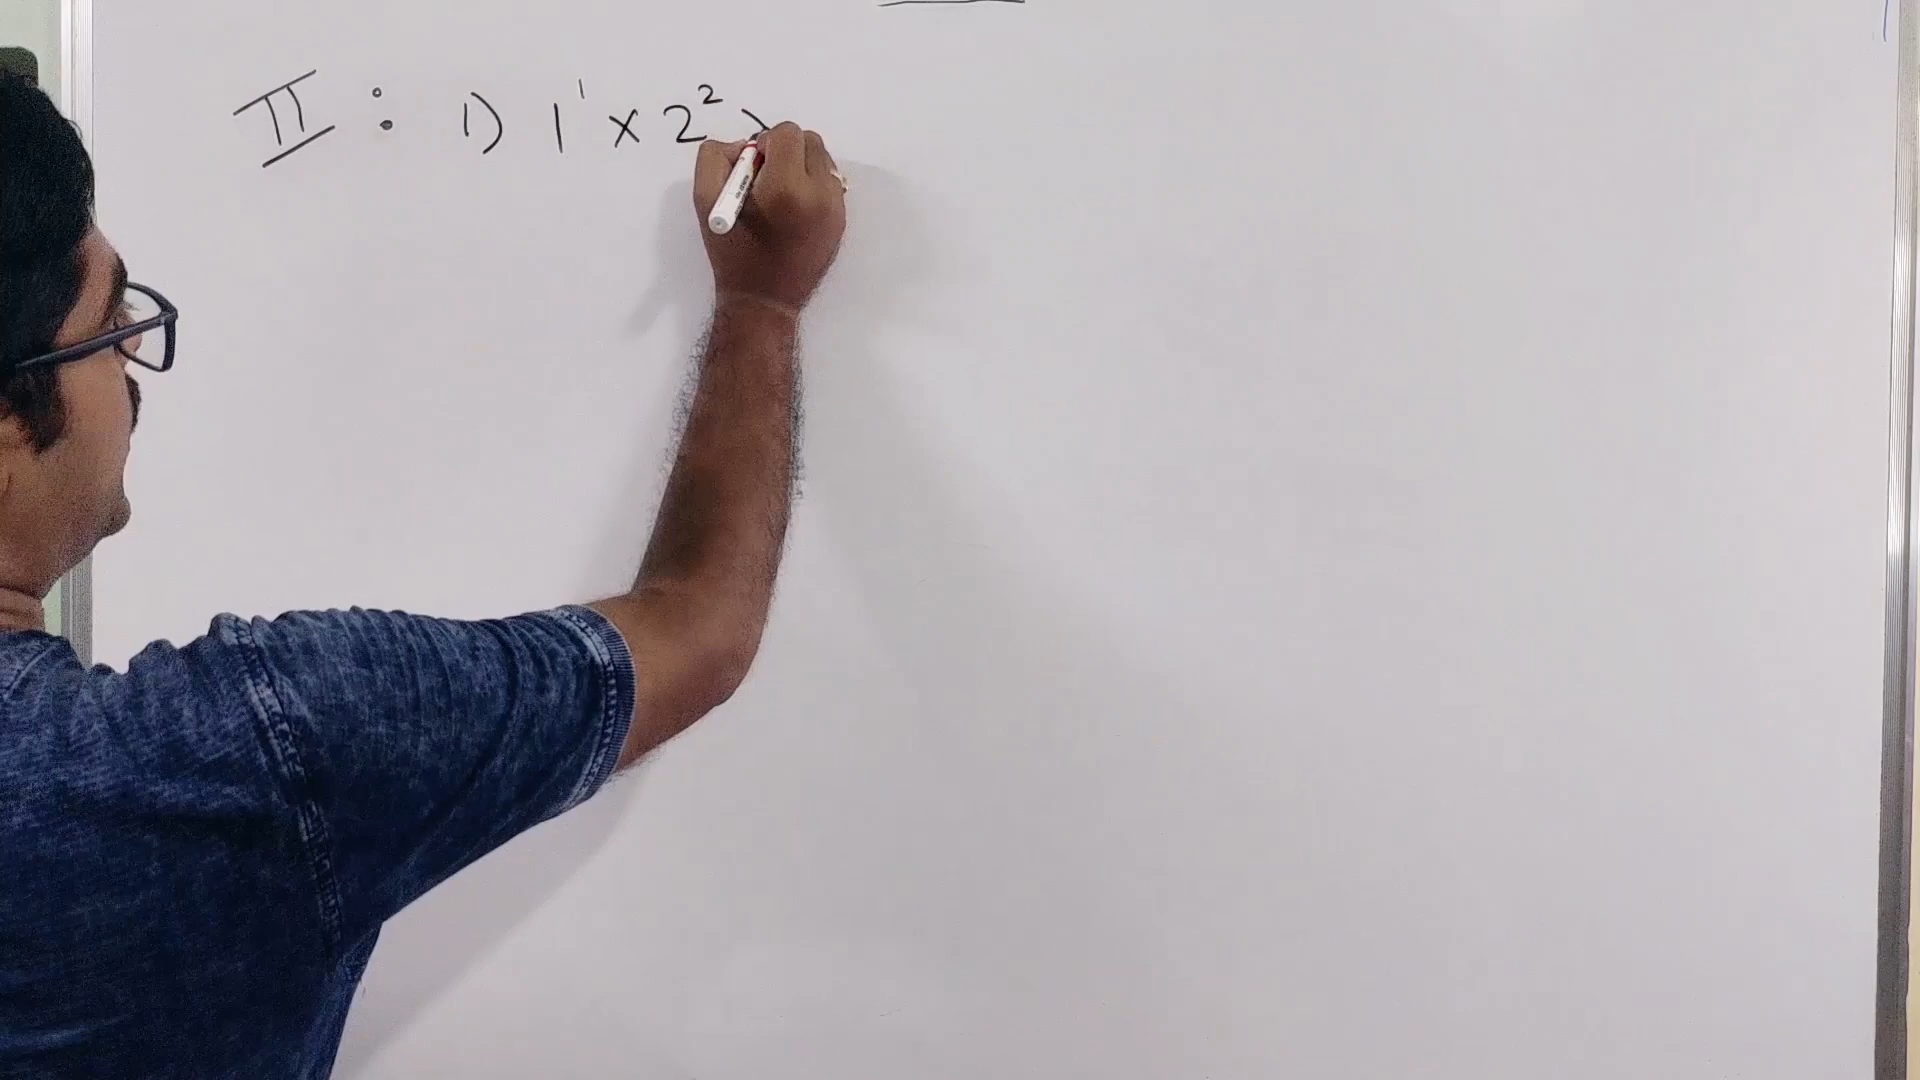 II : 1) 1¹ × 2² ×